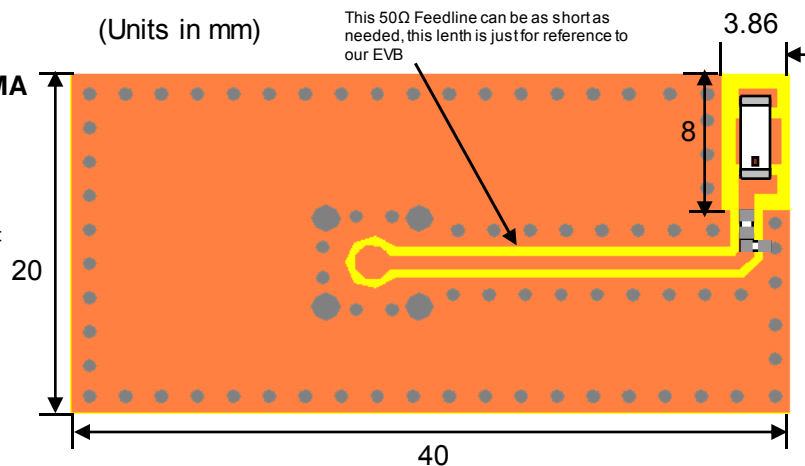 (Units in mm)
This 50Ω Feedline can be as short as
needed, this lenth is just for reference to
our EVB
3.86
MA
8
20
40